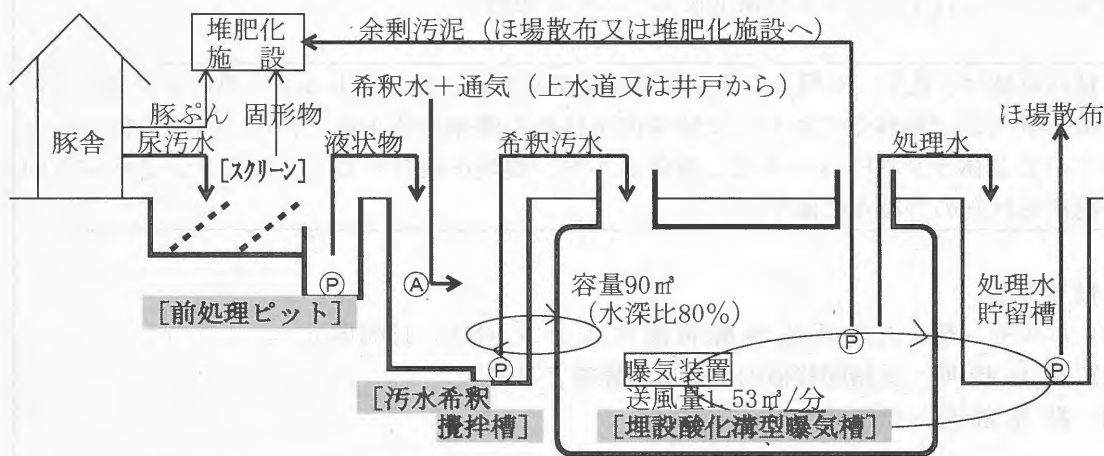 堆肥化
施　設
余剰汚泥（ほ場散布又は堆肥化施設へ）
希釈水＋通気（上水道又は井戸から）
ほ場散布
豚舎
豚ぷん
固形物
尿汚水
[スクリーン]
液状物
希釈汚水
処理水
P
A
P
P
P
[前処理ピット]
容量90㎥
(水深比80%)
処理水
貯留槽
曝気装置
送風量1.53㎥/分
[汚水希釈
攪拌槽]
[埋設酸化溝型曝気槽]